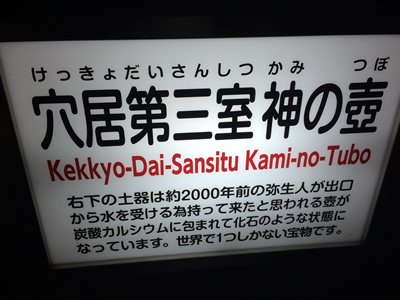 けっきょだいさんしつ かみ つぼ
穴居第三室 神の壺
Kekkyo-Dai-Sansitu Kami-no-Tubo
右下の土器は約2000年前の弥生人が出口
から水を受ける為持って来たと思われる壺が
炭酸カルシウムに包まれて化石のような状態に
なっています。世界で1つしかない宝物です。